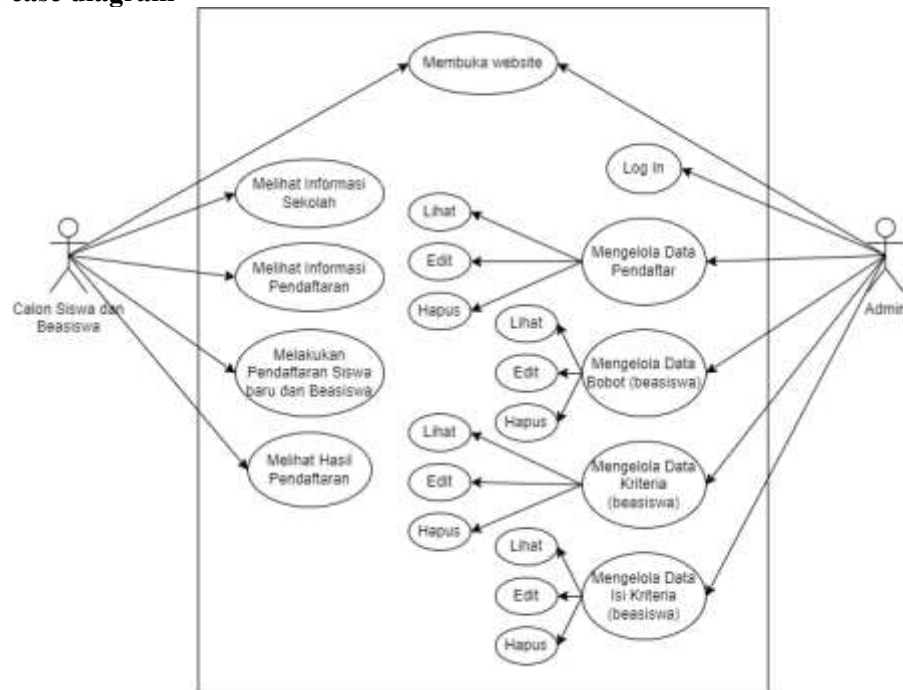 case diagram
Membuka website
Log In
Melihat Informasi
Sekolah
Lihat
Mengelola Data
Pendaftar
Edit
Melihat Informasi
Pendaftaran
Hapus
Calon Siswa dan
Beasiswa
Admin
Lihat
Melakukan
Pendaftaran Siswa
baru dan Beasiswa
Mengelola Data
Bobot (beasiswa)
Edit
Hapus
Lihat
Melihat Hasil
Pendaftaran
Mengelola Data
Kriteria
(beasiswa)
Edit
Hapus
Lihat
Mengelola Data
Isi Kriteria
(beasiswa)
Edit
Hapus